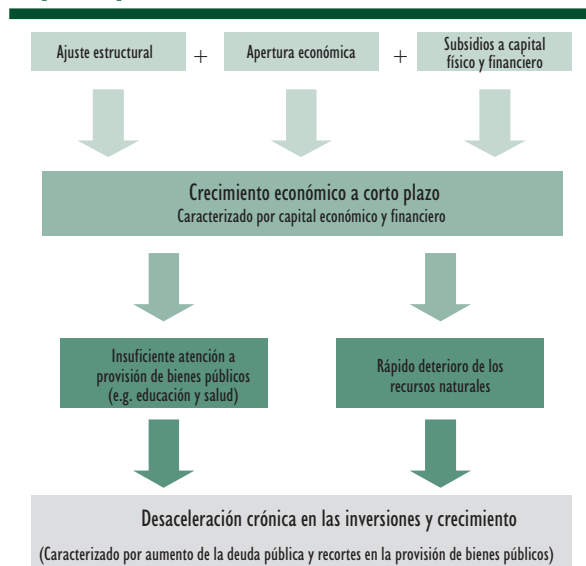 Ajuste estructural + Apertura económica + Subsidios a capital
físico y financiero
Crecimiento económico a corto plazo
Caracterizado por capital económico y financiero
Insuficiente atención a
provisión de bienes públicos
(e.g. educación y salud)
Rápido deterioro de los
recursos naturales
Desaceleración crónica en las inversiones y crecimiento
(Caracterizado por aumento de la deuda pública y recortes en la provisión de bienes públicos)